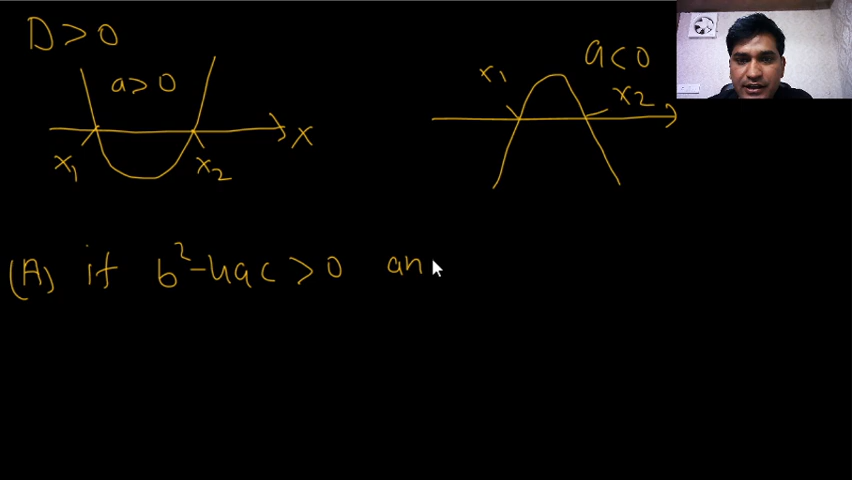 D > 0
a > 0
a < 0
x₁
x₂
x₁
x₂
X
(A) if b² - 4ac > 0 an